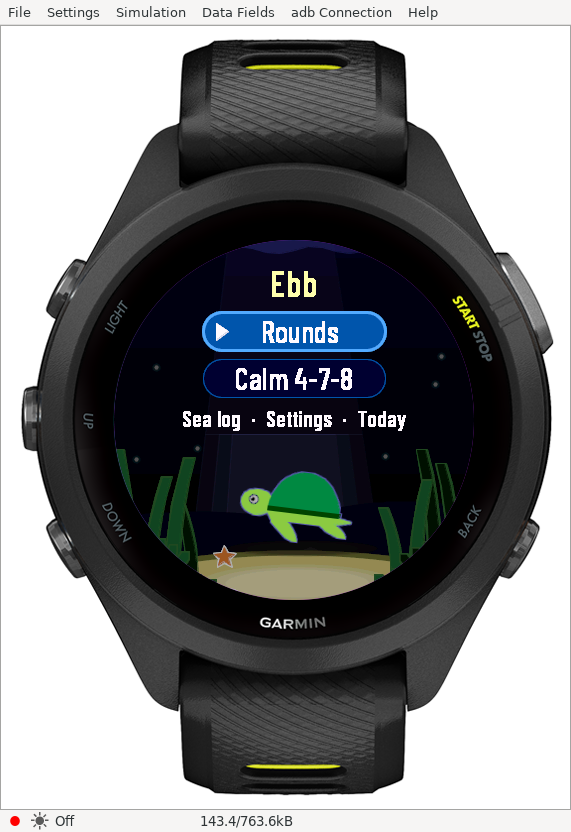 File Settings Simulation Data Fields adb Connection Help
LIGHT
START STOP
Ebb
Rounds
Calm 4-7-8
Sea log · Settings · Today
UP
DOWN
BACK
GARMIN
Off 143.4/763.6kB